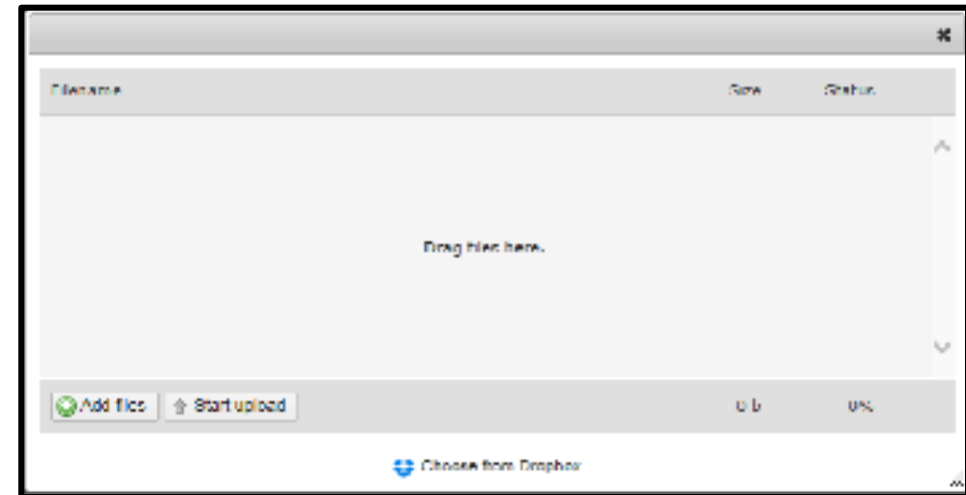 Filename Size Status
Drag files here.
Add files Start upload 0 b 0%
Choose from Dropbox